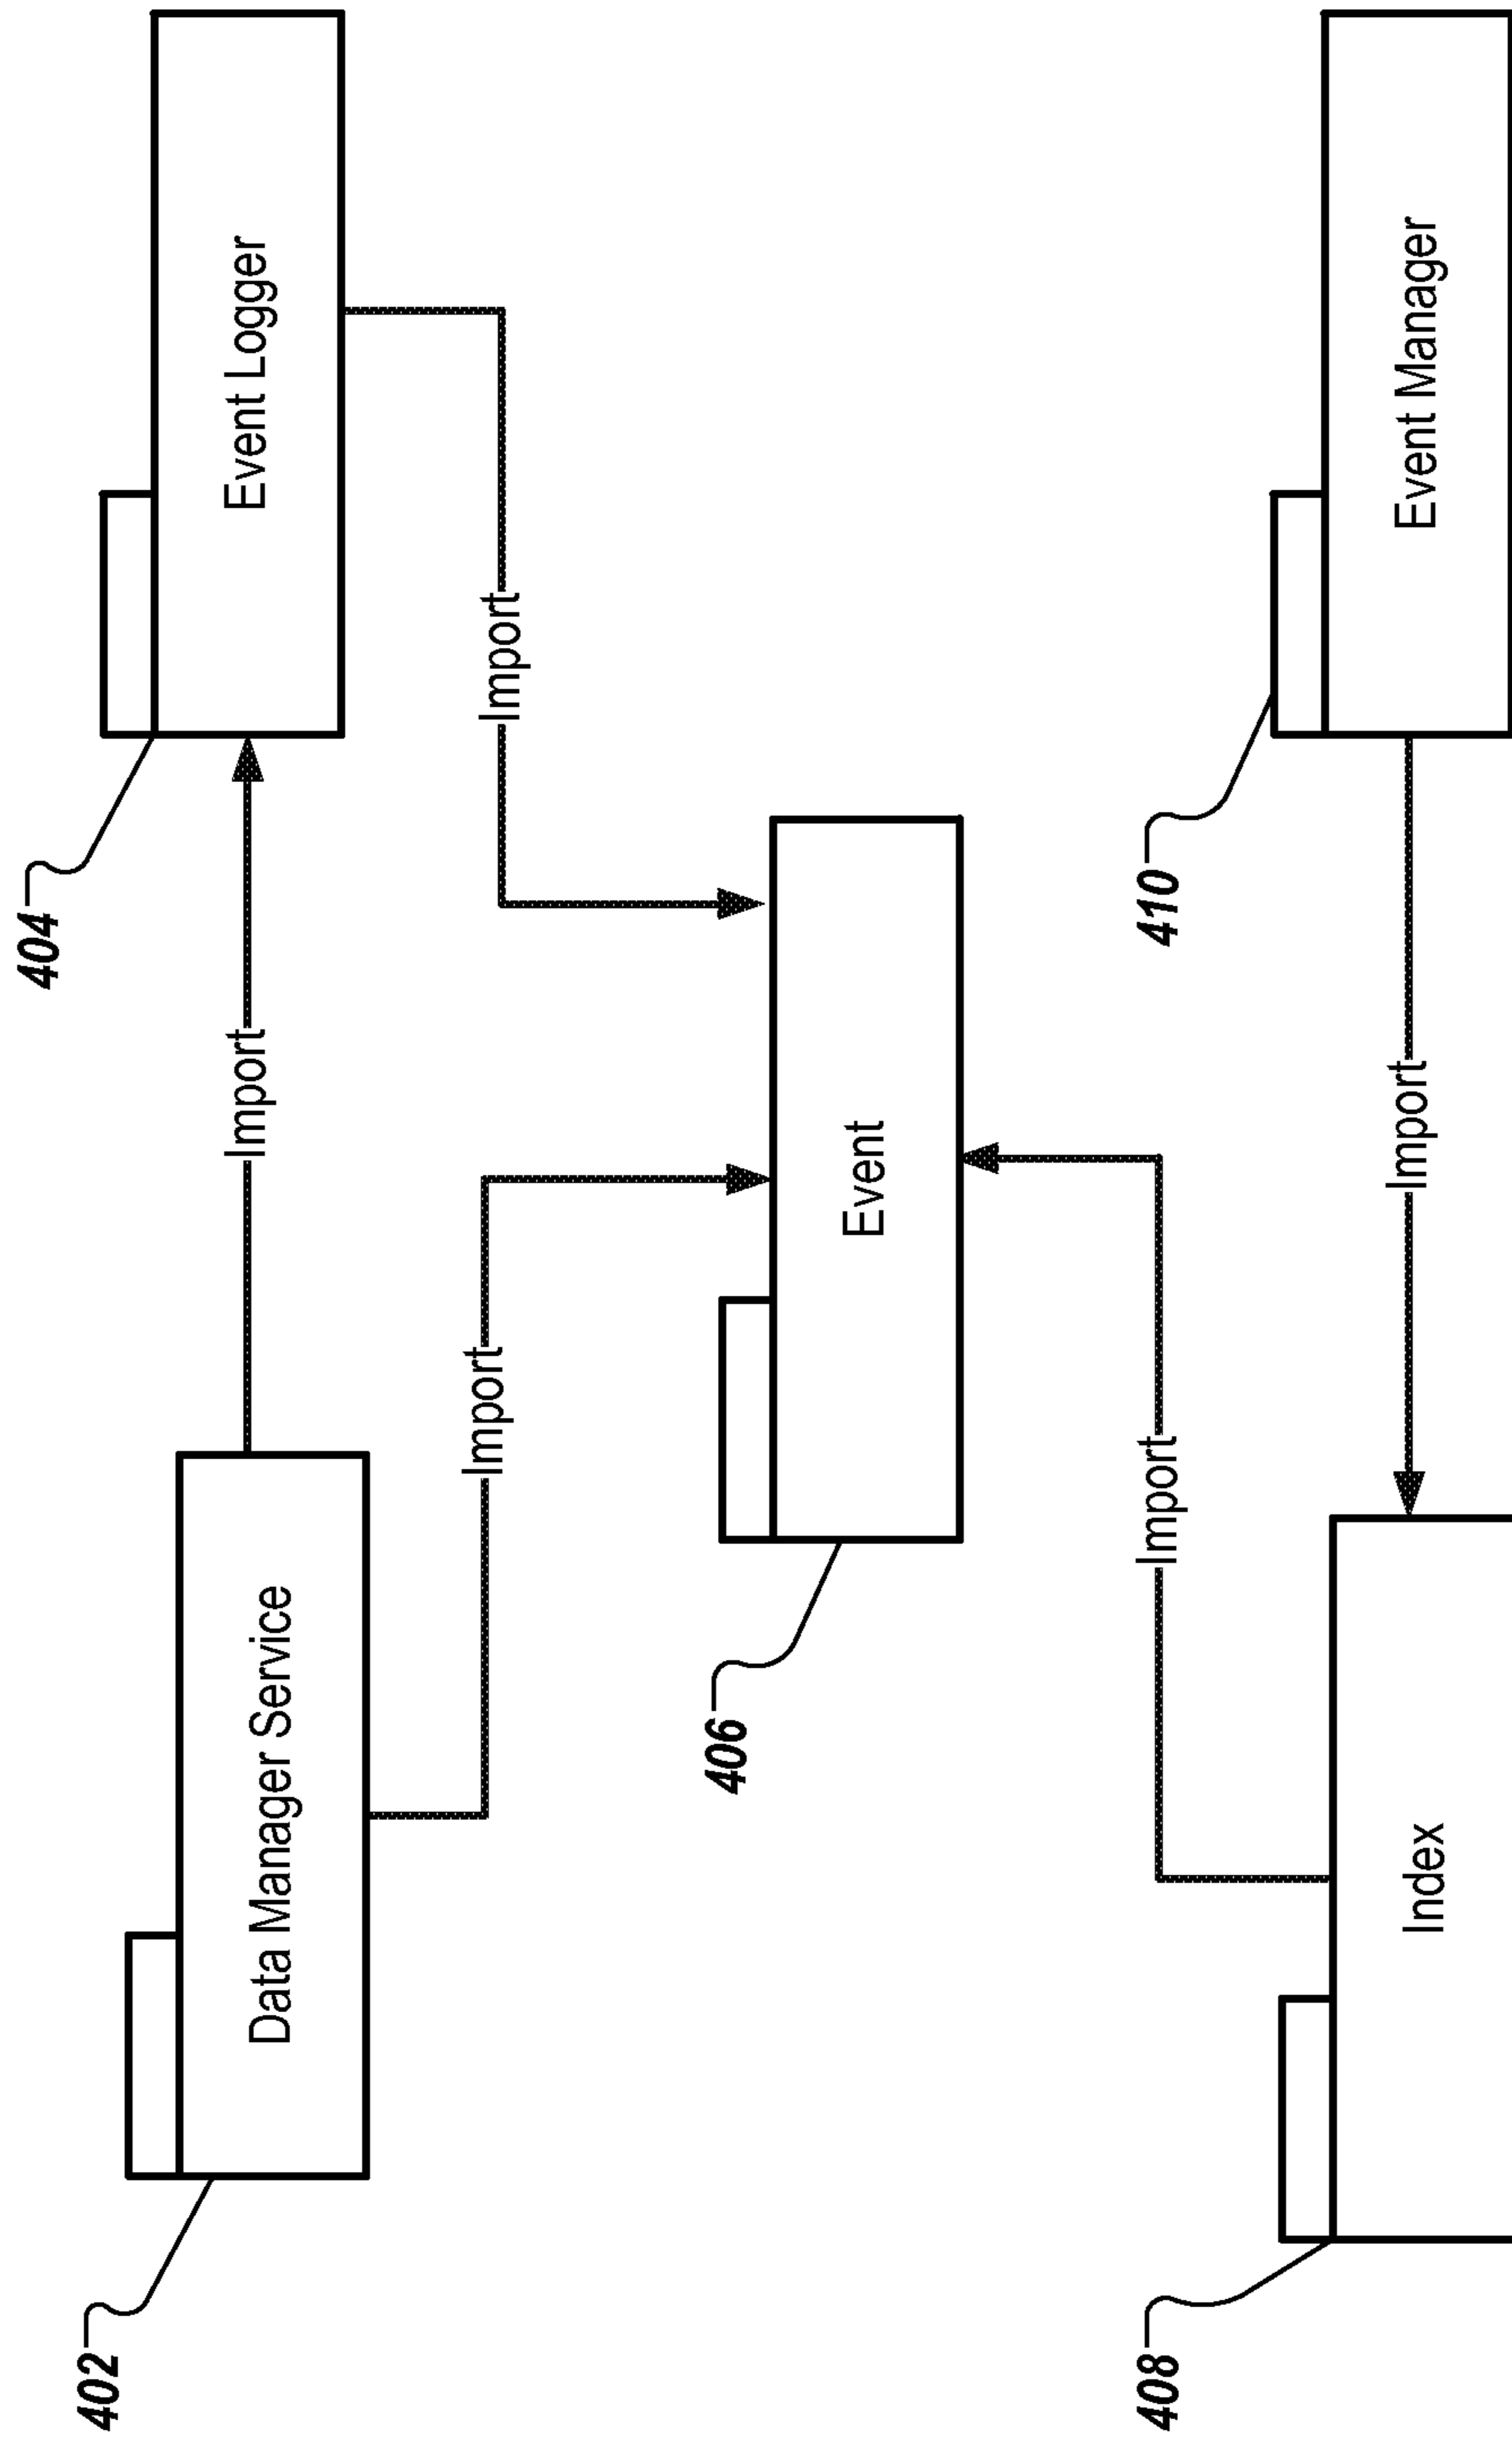 402
Data Manager Service
Import
404
Event Logger
Import
Import
406
Event
Import
408
Index
Import
410
Event Manager